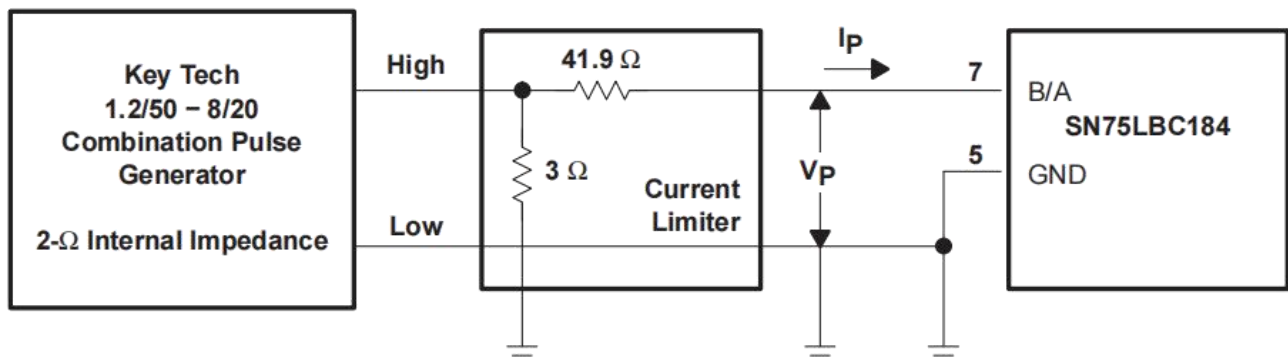 Key Tech
1.2/50 − 8/20
Combination Pulse
Generator
2-Ω Internal Impedance
High
Low
41.9 Ω
3 Ω
Current
Limiter
IP
VP
7
B/A
SN75LBC184
5
GND